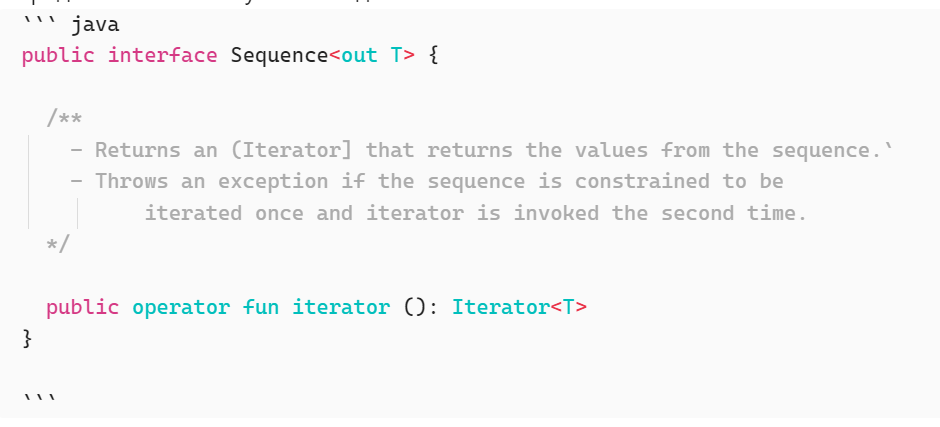 ``` java
public interface Sequence<out T> {
/**
- Returns an (Iterator] that returns the values from the sequence.`
- Throws an exception if the sequence is constrained to be
iterated once and iterator is invoked the second time.
*/
public operator fun iterator (): Iterator<T>
}
```